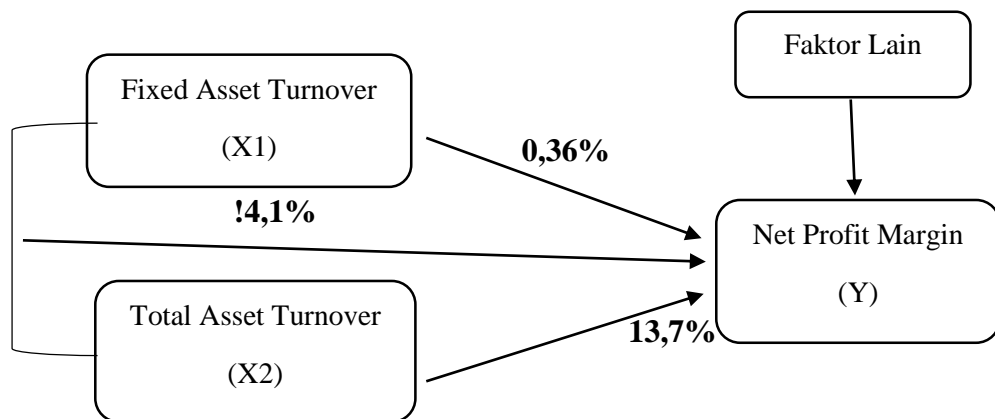 Faktor Lain
Fixed Asset Turnover
(X1)
0,36%
!4,1%
Net Profit Margin
(Y)
Total Asset Turnover
(X2)
13,7%